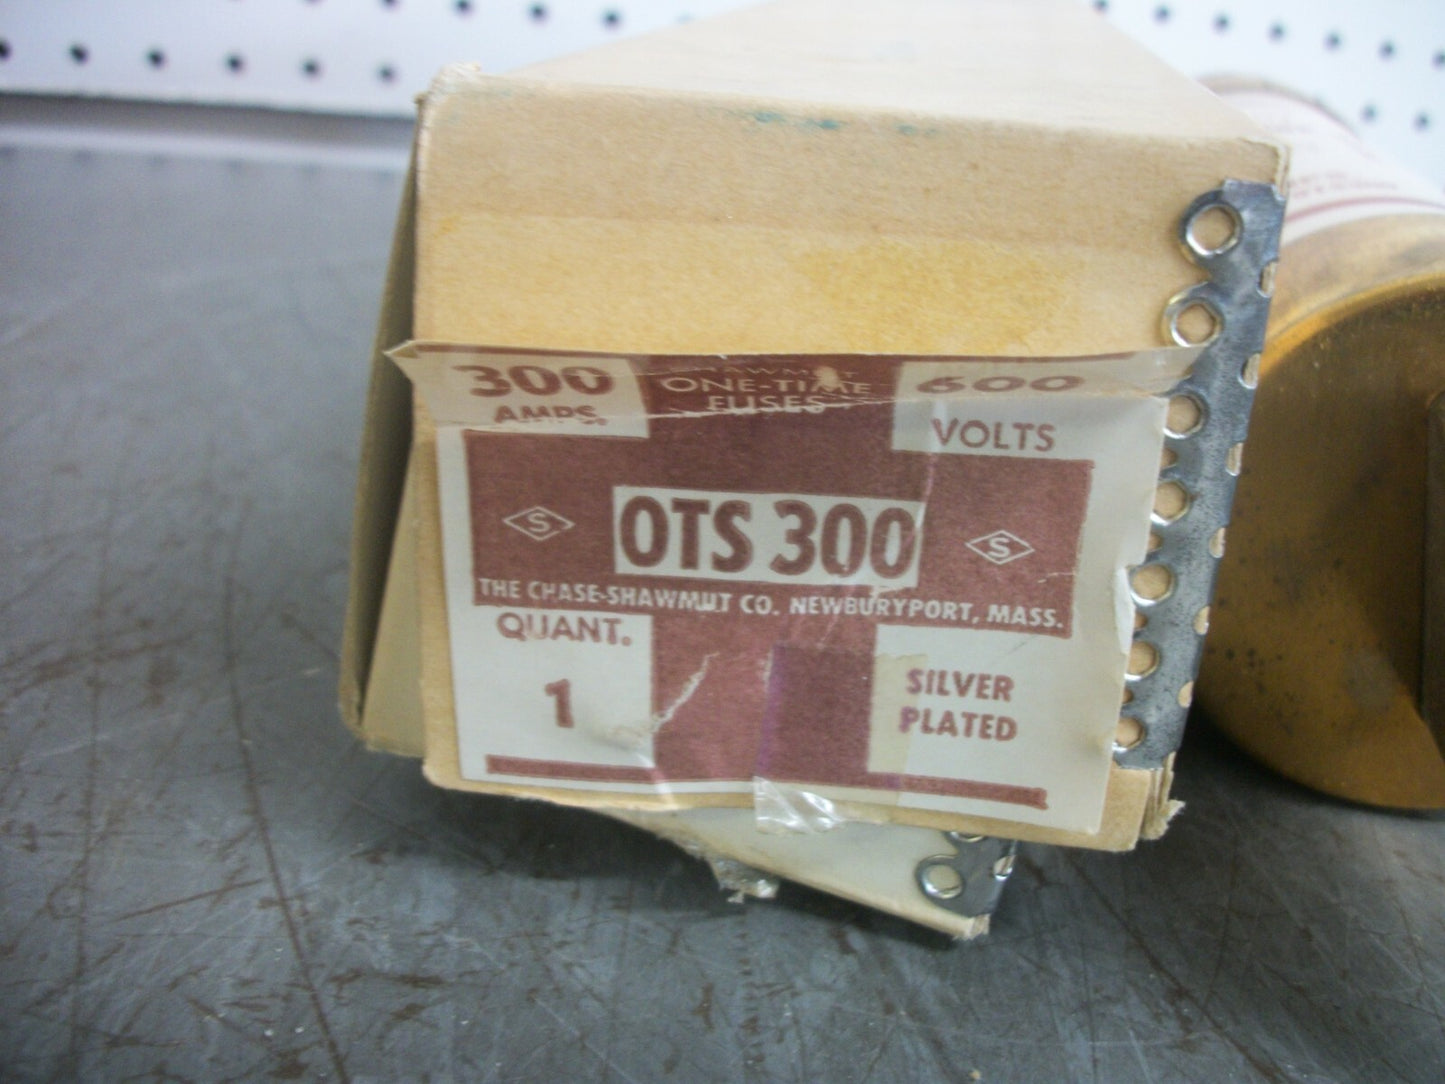 300
AMPS.
SHAWMUT
ONE-TIME
FUSES
600
VOLTS
S
OTS 300
S
THE CHASE-SHAWMUT CO. NEWBURYPORT, MASS.
QUANT.
1
SILVER
PLATED